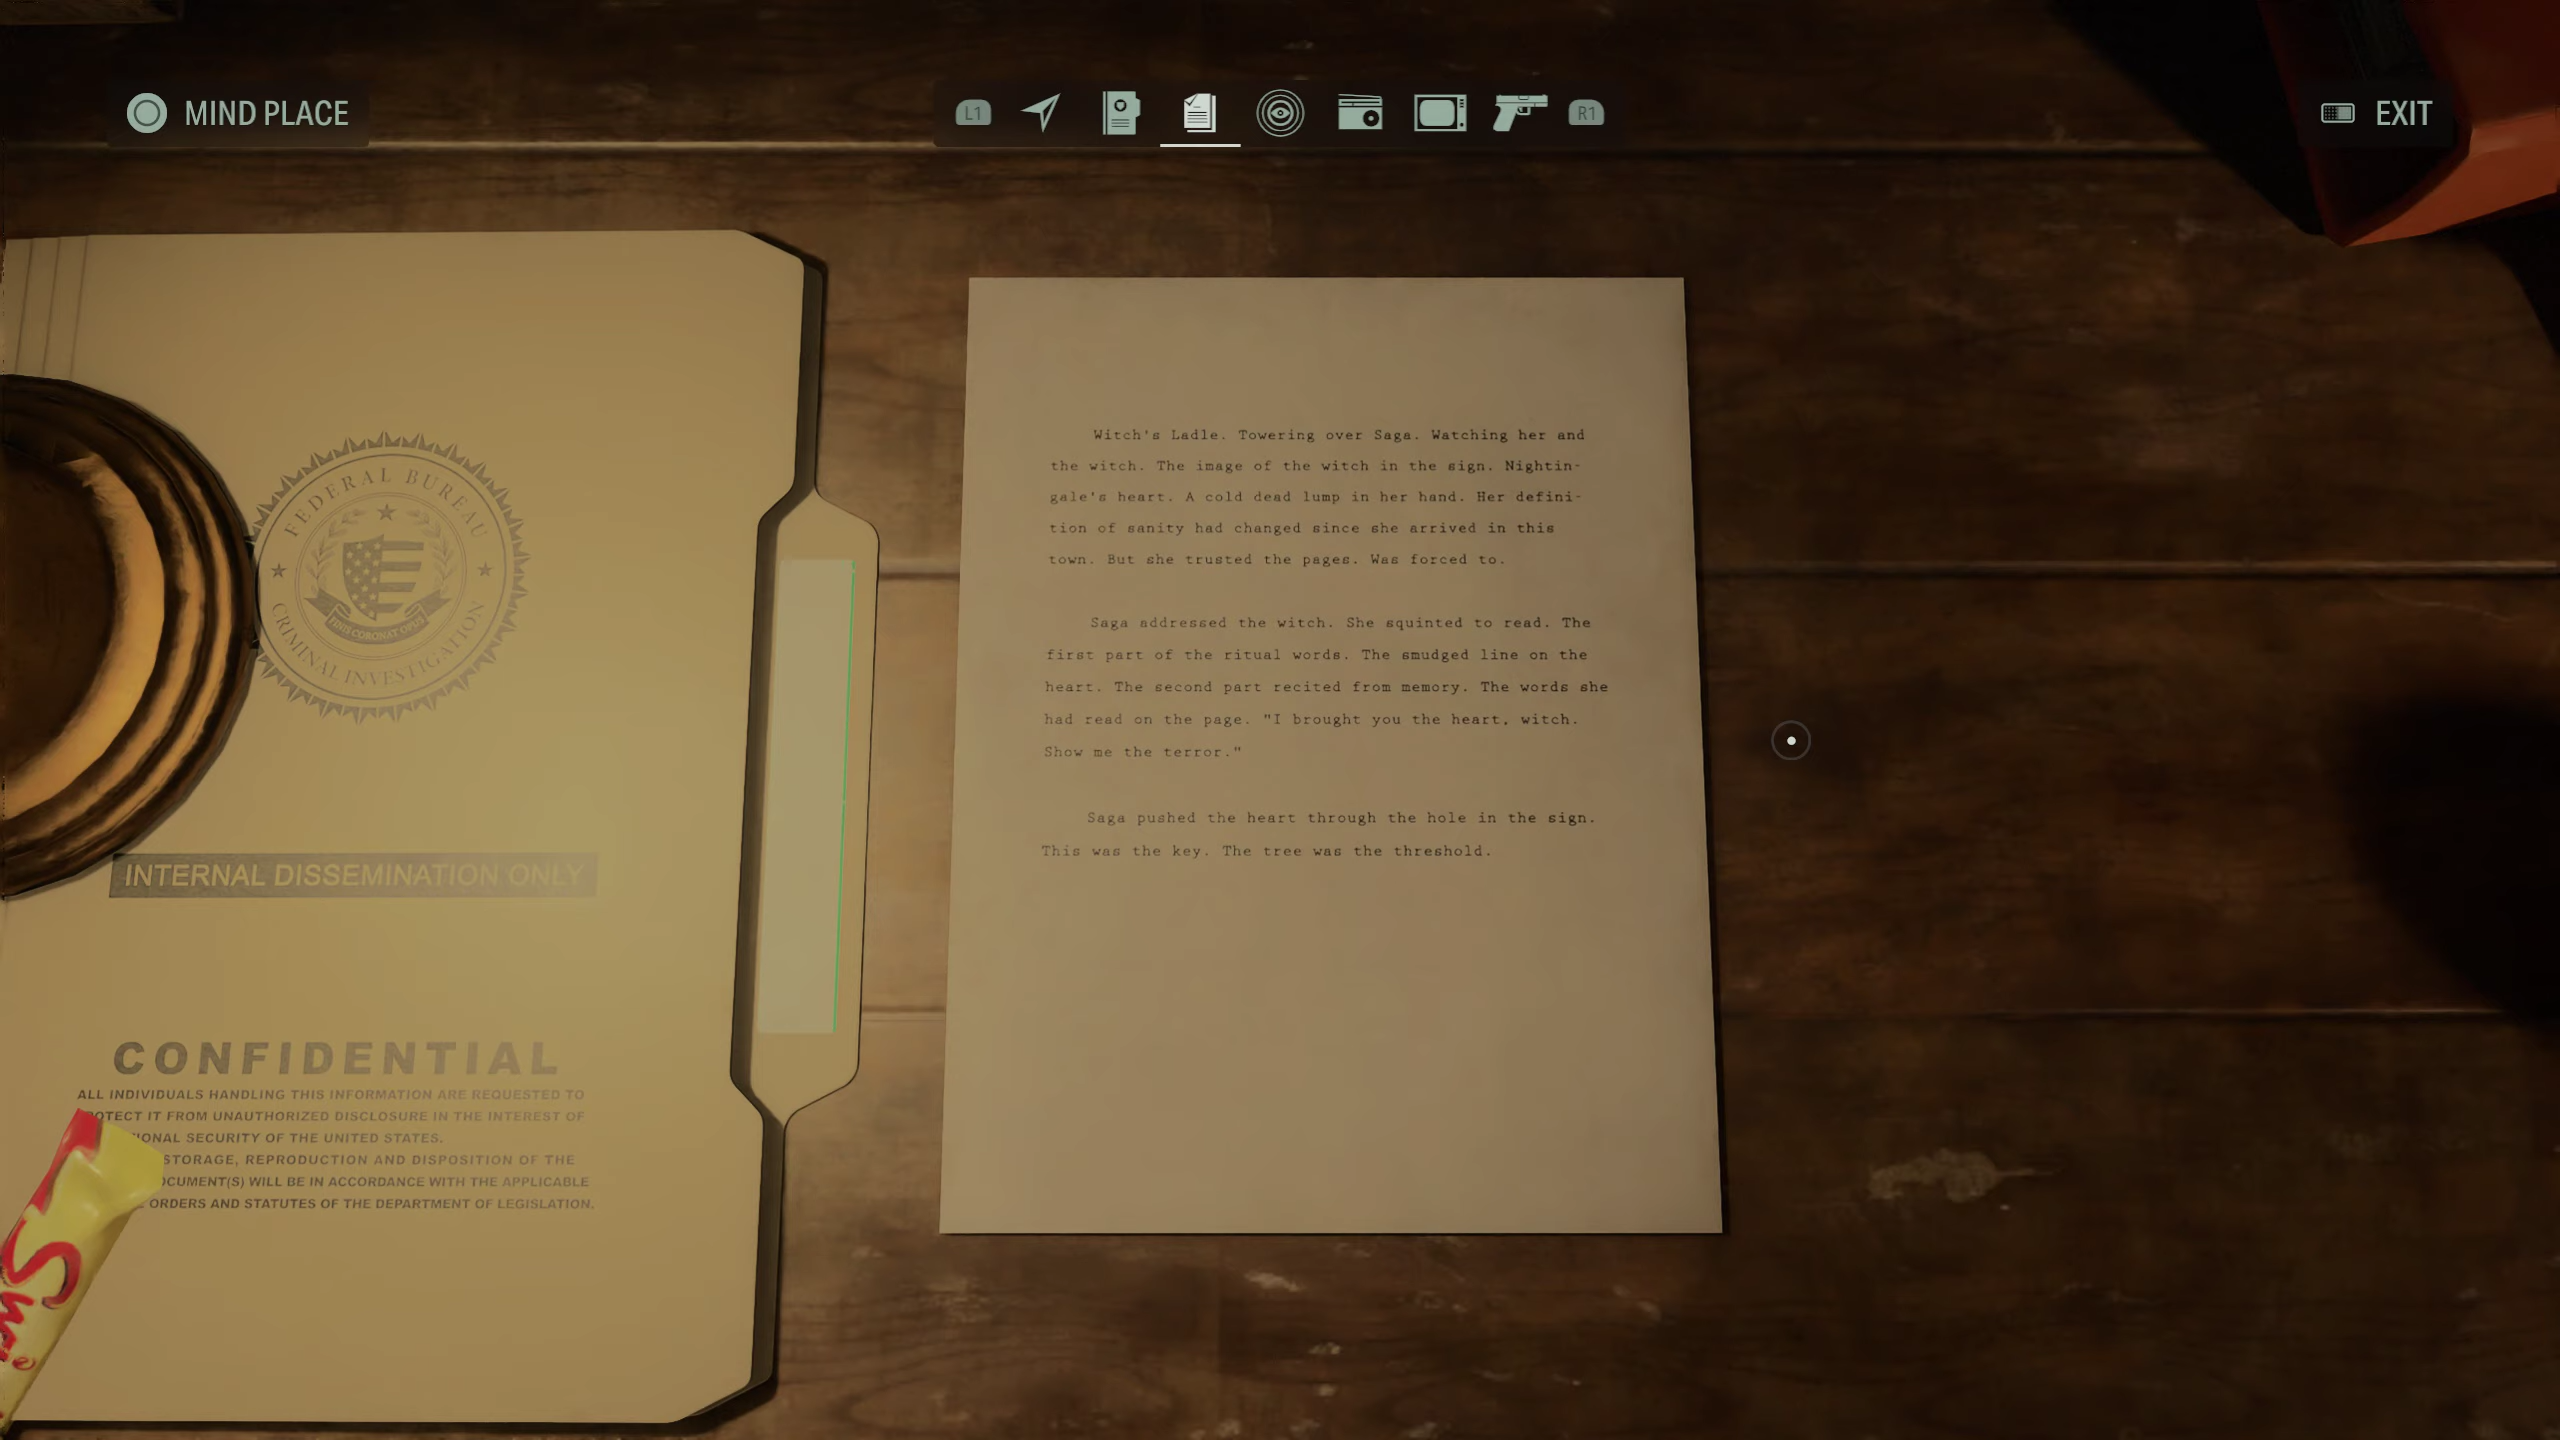 MIND PLACE
L1
R1
EXIT
FEDERAL BUREAU
FINIS CORONAT OPUS
CRIMINAL INVESTIGATION
INTERNAL DISSEMINATION ONLY
CONFIDENTIAL
ALL INDIVIDUALS HANDLING THIS INFORMATION ARE REQUESTED TO
OTECT IT FROM UNAUTHORIZED DISCLOSURE IN THE INTEREST OF
IONAL SECURITY OF THE UNITED STATES.
STORAGE, REPRODUCTION AND DISPOSITION OF THE
OCUMENT(S) WILL BE IN ACCORDANCE WITH THE APPLICABLE
ORDERS AND STATUTES OF THE DEPARTMENT OF LEGISLATION.
Witch's Ladle. Towering over Saga. Watching her and
the witch. The image of the witch in the sign. Nightin-
gale's heart. A cold dead lump in her hand. Her defini-
tion of sanity had changed since she arrived in this
town. But she trusted the pages. Was forced to.
Saga addressed the witch. She squinted to read. The
first part of the ritual words. The smudged line on the
heart. The second part recited from memory. The words she
had read on the page. "I brought you the heart, witch.
Show me the terror."
Saga pushed the heart through the hole in the sign.
This was the key. The tree was the threshold.